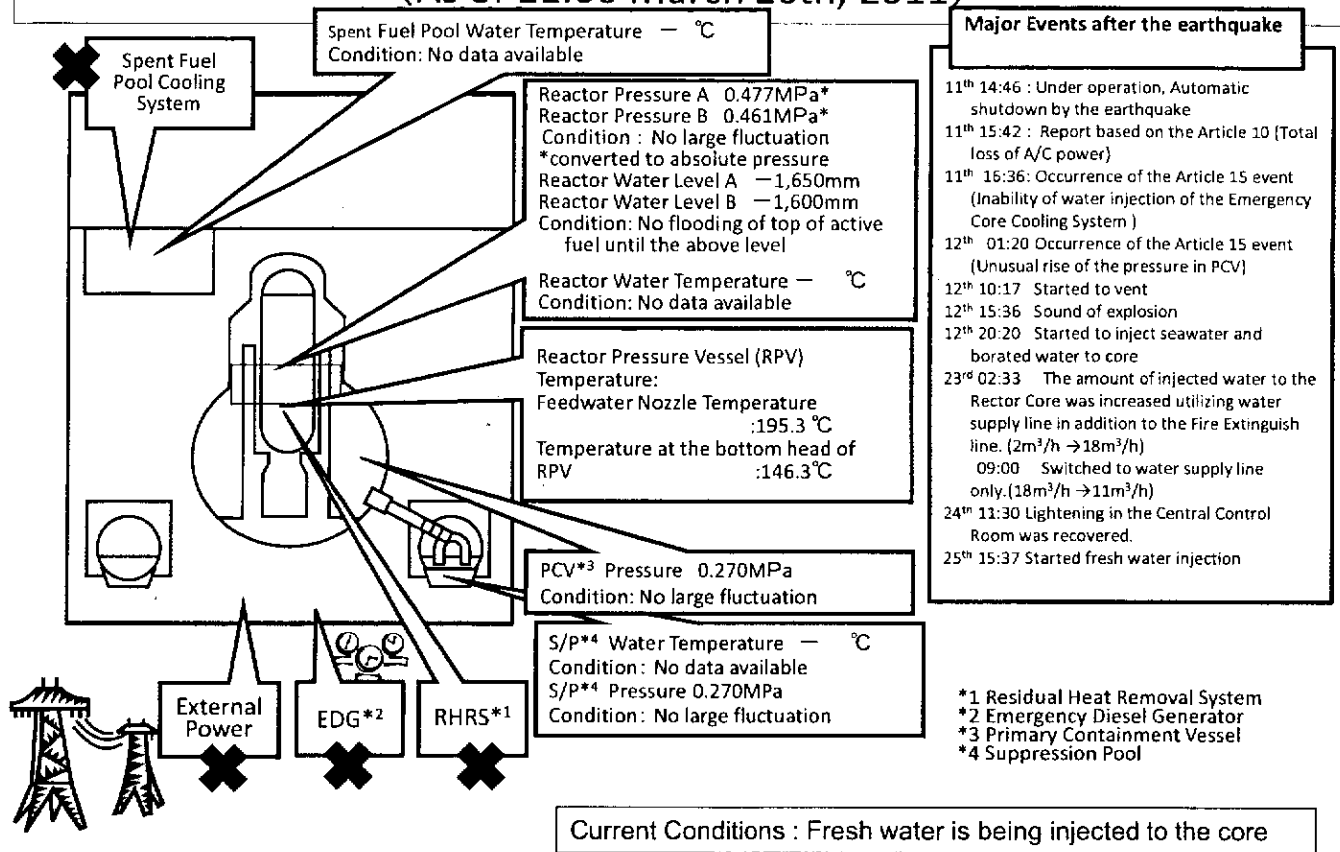 Spent Fuel Pool Water Temperature － ℃
Condition: No data available
Spent Fuel
Pool Cooling
System
Reactor Pressure A 0.477MPa*
Reactor Pressure B 0.461MPa*
Condition : No large fluctuation
*converted to absolute pressure
Reactor Water Level A －1,650mm
Reactor Water Level B －1,600mm
Condition: No flooding of top of active
fuel until the above level
Reactor Water Temperature － ℃
Condition: No data available
Reactor Pressure Vessel (RPV)
Temperature:
Feedwater Nozzle Temperature
:195.3 ℃
Temperature at the bottom head of
RPV :146.3℃
PCV*3 Pressure 0.270MPa
Condition: No large fluctuation
S/P*4 Water Temperature － ℃
Condition: No data available
S/P*4 Pressure 0.270MPa
Condition: No large fluctuation
External
Power
EDG*2
RHRS*1
Major Events after the earthquake
11th 14:46 : Under operation, Automatic
shutdown by the earthquake
11th 15:42 : Report based on the Article 10 (Total
loss of A/C power)
11th 16:36: Occurrence of the Article 15 event
(Inability of water injection of the Emergency
Core Cooling System )
12th 01:20 Occurrence of the Article 15 event
(Unusual rise of the pressure in PCV)
12th 10:17 Started to vent
12th 15:36 Sound of explosion
12th 20:20 Started to inject seawater and
borated water to core
23rd 02:33 The amount of injected water to the
Rector Core was increased utilizing water
supply line in addition to the Fire Extinguish
line. (2m³/h →18m³/h)
09:00 Switched to water supply line
only.(18m³/h →11m³/h)
24th 11:30 Lightening in the Central Control
Room was recovered.
25th 15:37 Started fresh water injection
*1 Residual Heat Removal System
*2 Emergency Diesel Generator
*3 Primary Containment Vessel
*4 Suppression Pool
Current Conditions : Fresh water is being injected to the core